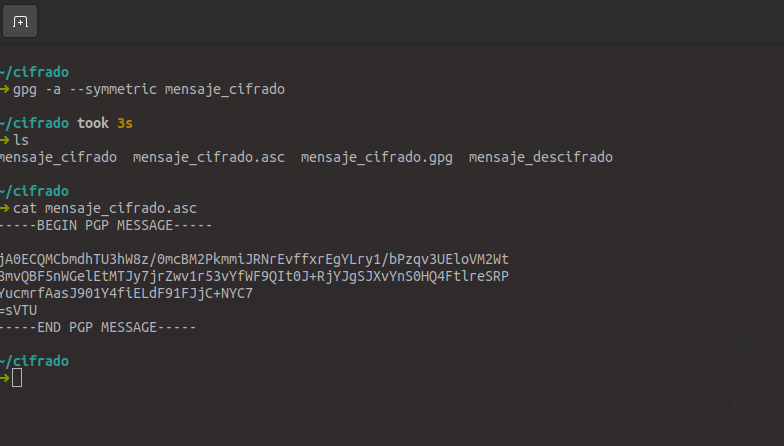 ~/cifrado
➜ gpg -a --symmetric mensaje_cifrado
~/cifrado took 3s
➜ ls
mensaje_cifrado mensaje_cifrado.asc mensaje_cifrado.gpg mensaje_descifrado
~/cifrado
➜ cat mensaje_cifrado.asc
-----BEGIN PGP MESSAGE-----
jA0ECQMCbmdhTU3hW8z/0mcBM2PkmmiJRNrEvffxrEgYLry1/bPzqv3UEloVM2Wt
3mvQBF5nWGelEtMTJy7jrZwv1r53vYfWF9QIt0J+RjYJgSJXvYnS0HQ4FtlreSRP
YucmrfAasJ901Y4fiELdF91FJjC+NYC7
=sVTU
-----END PGP MESSAGE-----
~/cifrado
➜